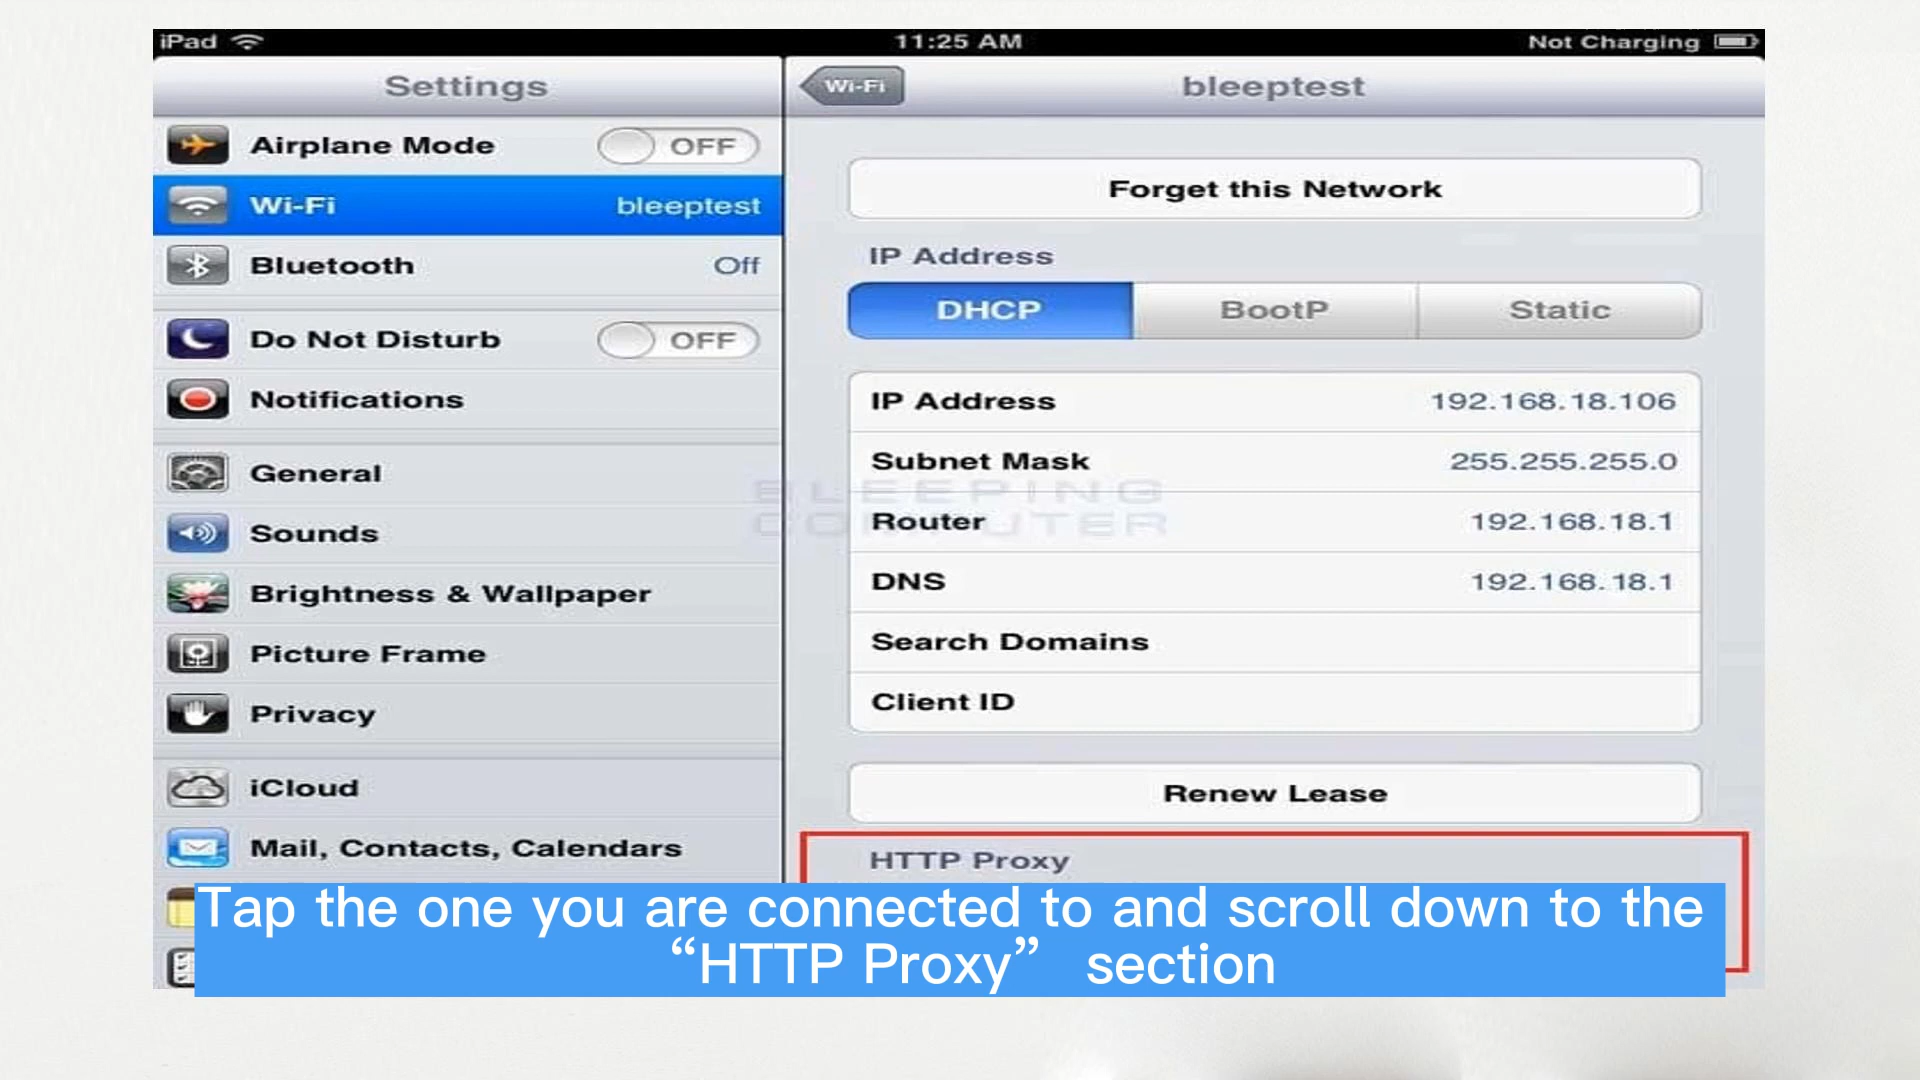 iPad
11:25 AM
Not Charging
Settings
Airplane Mode OFF
Wi-Fi bleeptest
Bluetooth Off
Do Not Disturb OFF
Notifications
General
Sounds
Brightness & Wallpaper
Picture Frame
Privacy
iCloud
Mail, Contacts, Calendars
Wi-Fi
bleeptest
Forget this Network
IP Address
DHCP BootP Static
IP Address 192.168.18.106
Subnet Mask 255.255.255.0
Router 192.168.18.1
DNS 192.168.18.1
Search Domains
Client ID
Renew Lease
HTTP Proxy
BLEEPING
COMPUTER
Tap the one you are connected to and scroll down to the
“HTTP Proxy” section